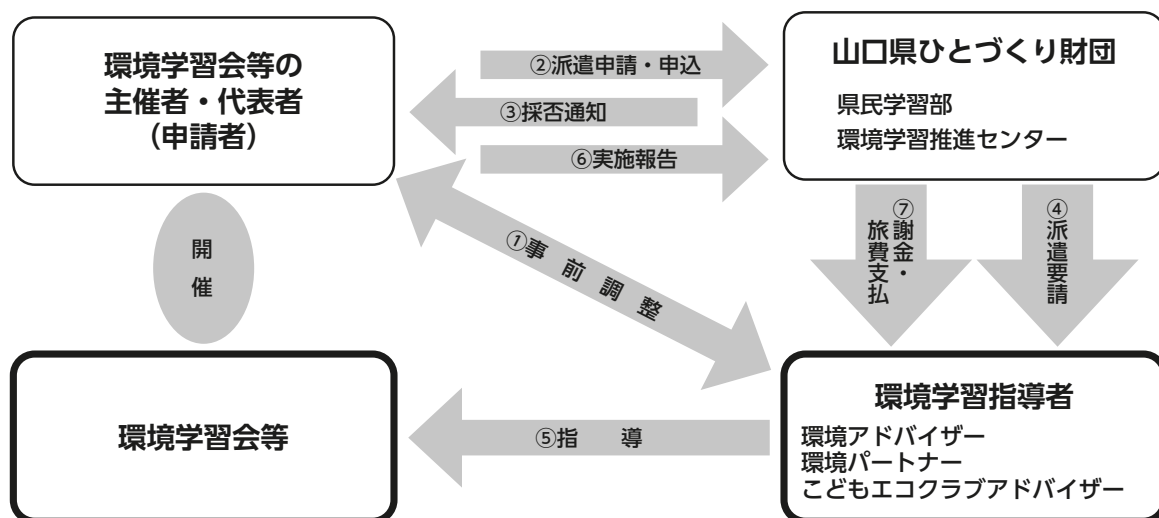 環境学習会等の
主催者・代表者
（申請者）
②派遣申請・申込
③採否通知
⑥実施報告
山口県ひとづくり財団
県民学習部
環境学習推進センター
開
催
①事前調整
⑦謝金・
旅費支払
④派遣要請
環境学習会等
⑤指　導
環境学習指導者
環境アドバイザー
環境パートナー
こどもエコクラブアドバイザー